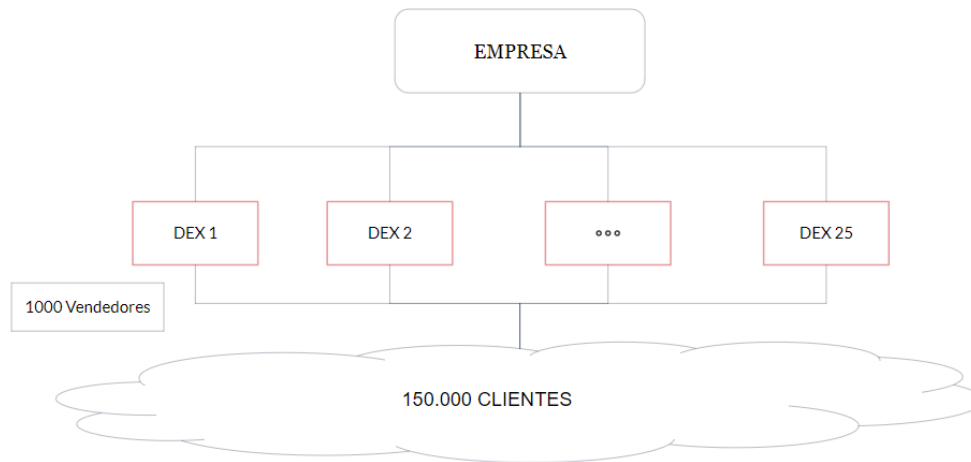 EMPRESA
DEX 1
DEX 2
°°°
DEX 25
1000 Vendedores
150.000 CLIENTES